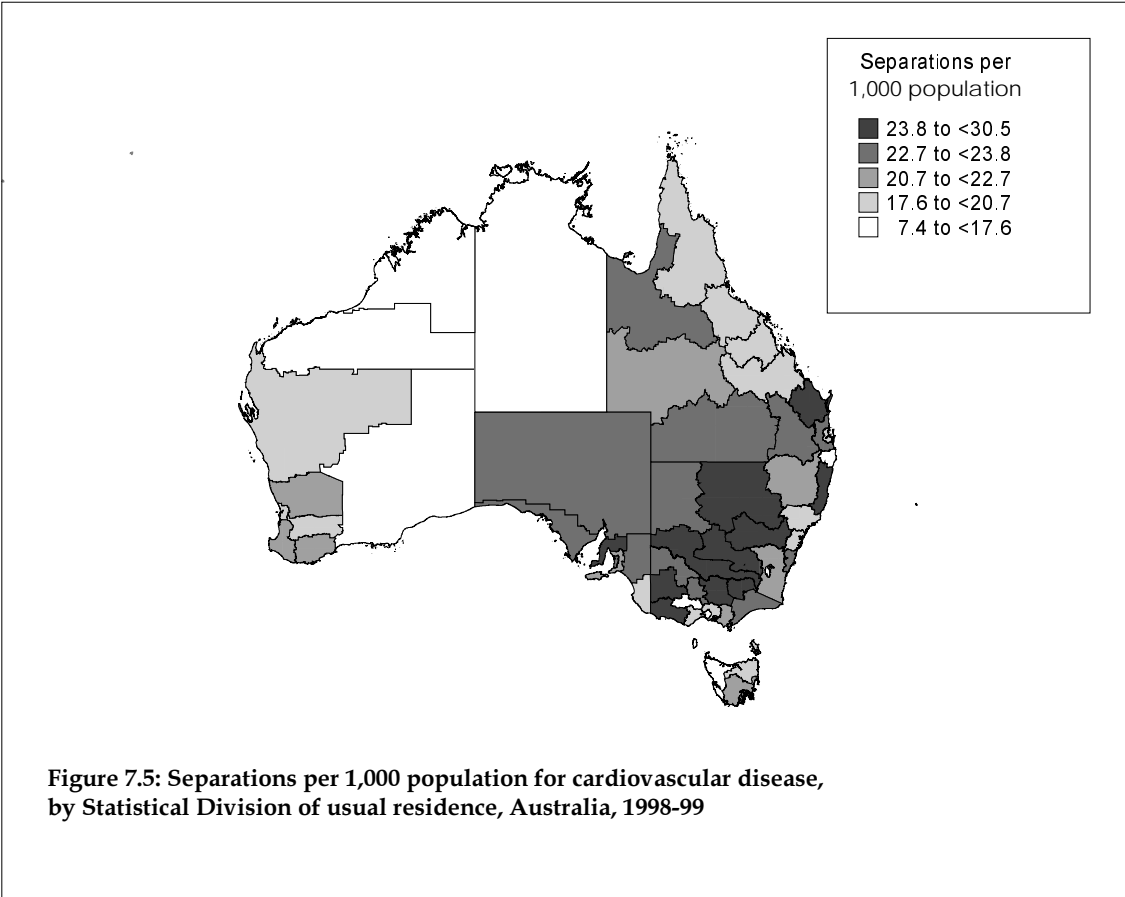 Separations per
1,000 population
23.8 to <30.5
22.7 to <23.8
20.7 to <22.7
17.6 to <20.7
7.4 to <17.6
Figure 7.5: Separations per 1,000 population for cardiovascular disease,
by Statistical Division of usual residence, Australia, 1998-99